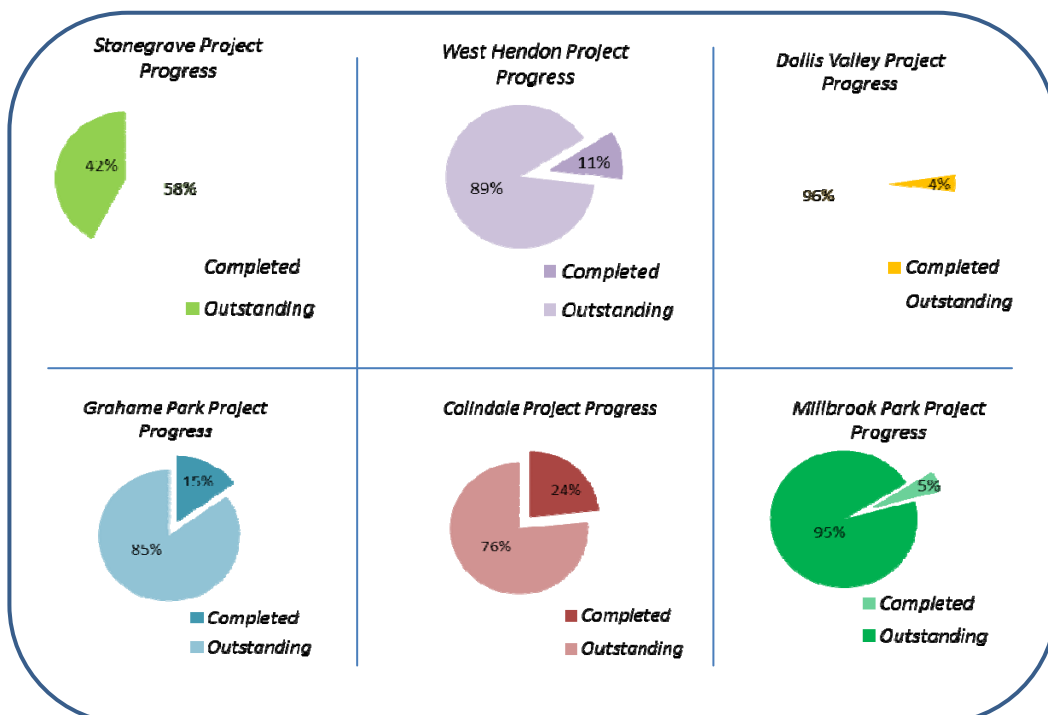 Stonegrove Project
Progress
42%
58%
Completed
Outstanding
West Hendon Project
Progress
11%
89%
Completed
Outstanding
Dollis Valley Project
Progress
4%
96%
Completed
Outstanding
Grahame Park Project
Progress
15%
85%
Completed
Outstanding
Colindale Project Progress
24%
76%
Completed
Outstanding
Millbrook Park Project
Progress
5%
95%
Completed
Outstanding